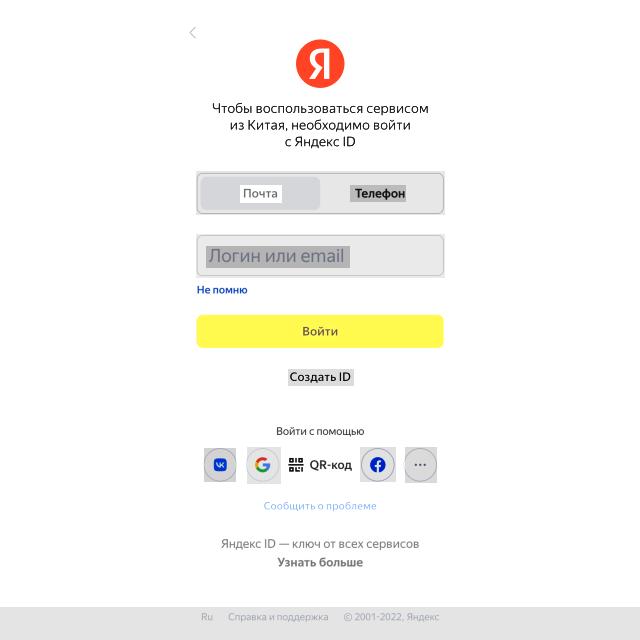 Я
Чтобы воспользоваться сервисом
из Китая, необходимо войти
с Яндекс ID
Почта Телефон
Логин или email
Не помню
Войти
Создать ID
Войти с помощью
QR-код
Сообщить о проблеме
Яндекс ID — ключ от всех сервисов
Узнать больше
Ru Справка и поддержка © 2001-2022, Яндекс